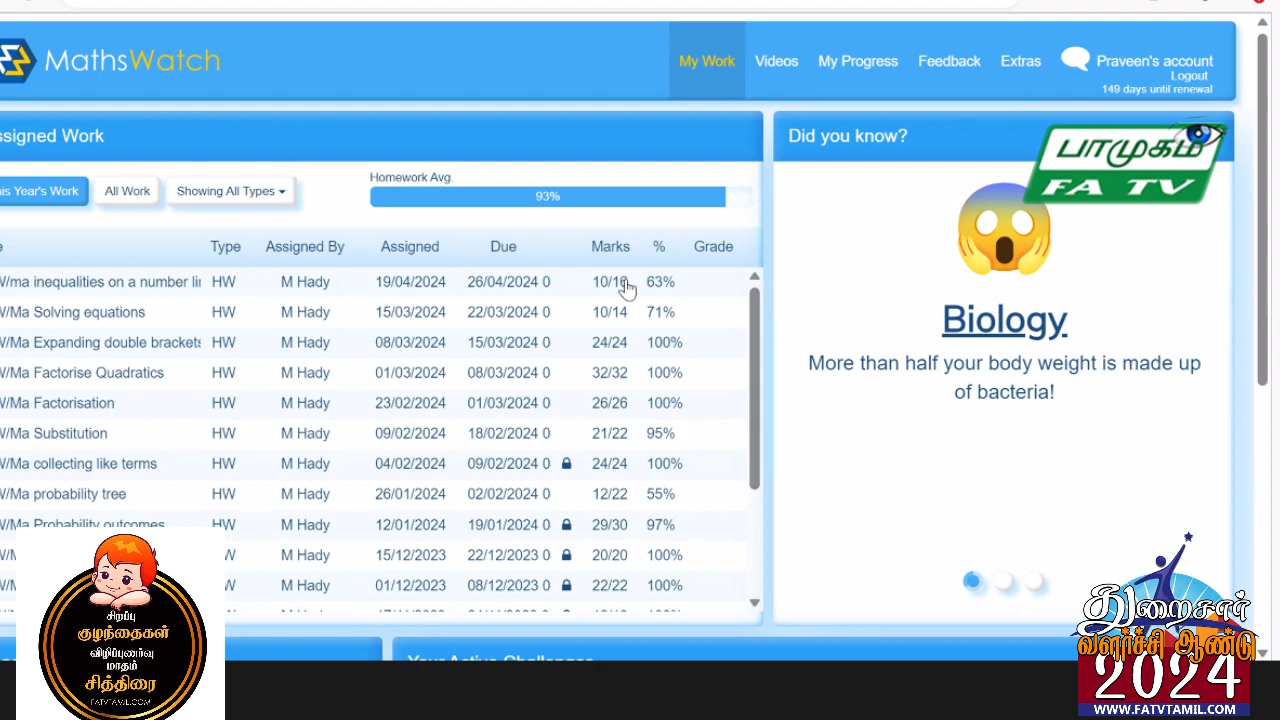 MathsWatch
My Work Videos My Progress Feedback Extras Praveen's account
Logout
149 days until renewal
ssigned Work
Did you know?
பாமுகம்
FA TV
is Year's Work All Work Showing All Types
Homework Avg.
93%
Type Assigned By Assigned Due Marks % Grade
W/ma inequalities on a number li HW M Hady 19/04/2024 26/04/2024 0 10/16 63%
W/Ma Solving equations HW M Hady 15/03/2024 22/03/2024 0 10/14 71%
W/Ma Expanding double brackets HW M Hady 08/03/2024 15/03/2024 0 24/24 100%
W/Ma Factorise Quadratics HW M Hady 01/03/2024 08/03/2024 0 32/32 100%
W/Ma Factorisation HW M Hady 23/02/2024 01/03/2024 0 26/26 100%
W/Ma Substitution HW M Hady 09/02/2024 18/02/2024 0 21/22 95%
W/Ma collecting like terms HW M Hady 04/02/2024 09/02/2024 0 24/24 100%
W/Ma probability tree HW M Hady 26/01/2024 02/02/2024 0 12/22 55%
W/Ma Probability outcomes HW M Hady 12/01/2024 19/01/2024 0 29/30 97%
M Hady 15/12/2023 22/12/2023 0 20/20 100%
M Hady 01/12/2023 08/12/2023 0 22/22 100%
Biology
More than half your body weight is made up
of bacteria!
Your Active Challenges
சிறப்பு
குழந்தைகள்
விழிப்புணர்வு
மாதம்
சித்திரை
FATVTAMIL.COM
துறைசார்
வளர்ச்சி ஆண்டு
2024
WWW.FATVTAMIL.COM